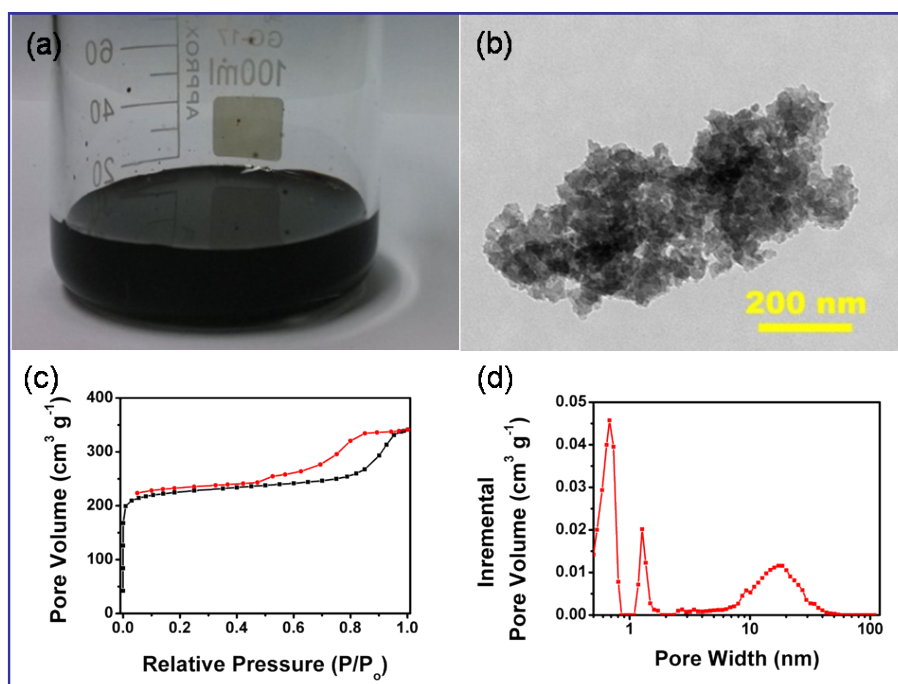 (a)
60
40
20
APPROX
GG-17
100ml
(b)
200 nm
(c)
Pore Volume (cm³ g⁻¹)
400
300
200
100
0
0.0 0.2 0.4 0.6 0.8 1.0
Relative Pressure (P/Pₒ)
(d)
Inremental
Pore Volume (cm³ g⁻¹)
0.05
0.04
0.03
0.02
0.01
0.00
1 10 100
Pore Width (nm)